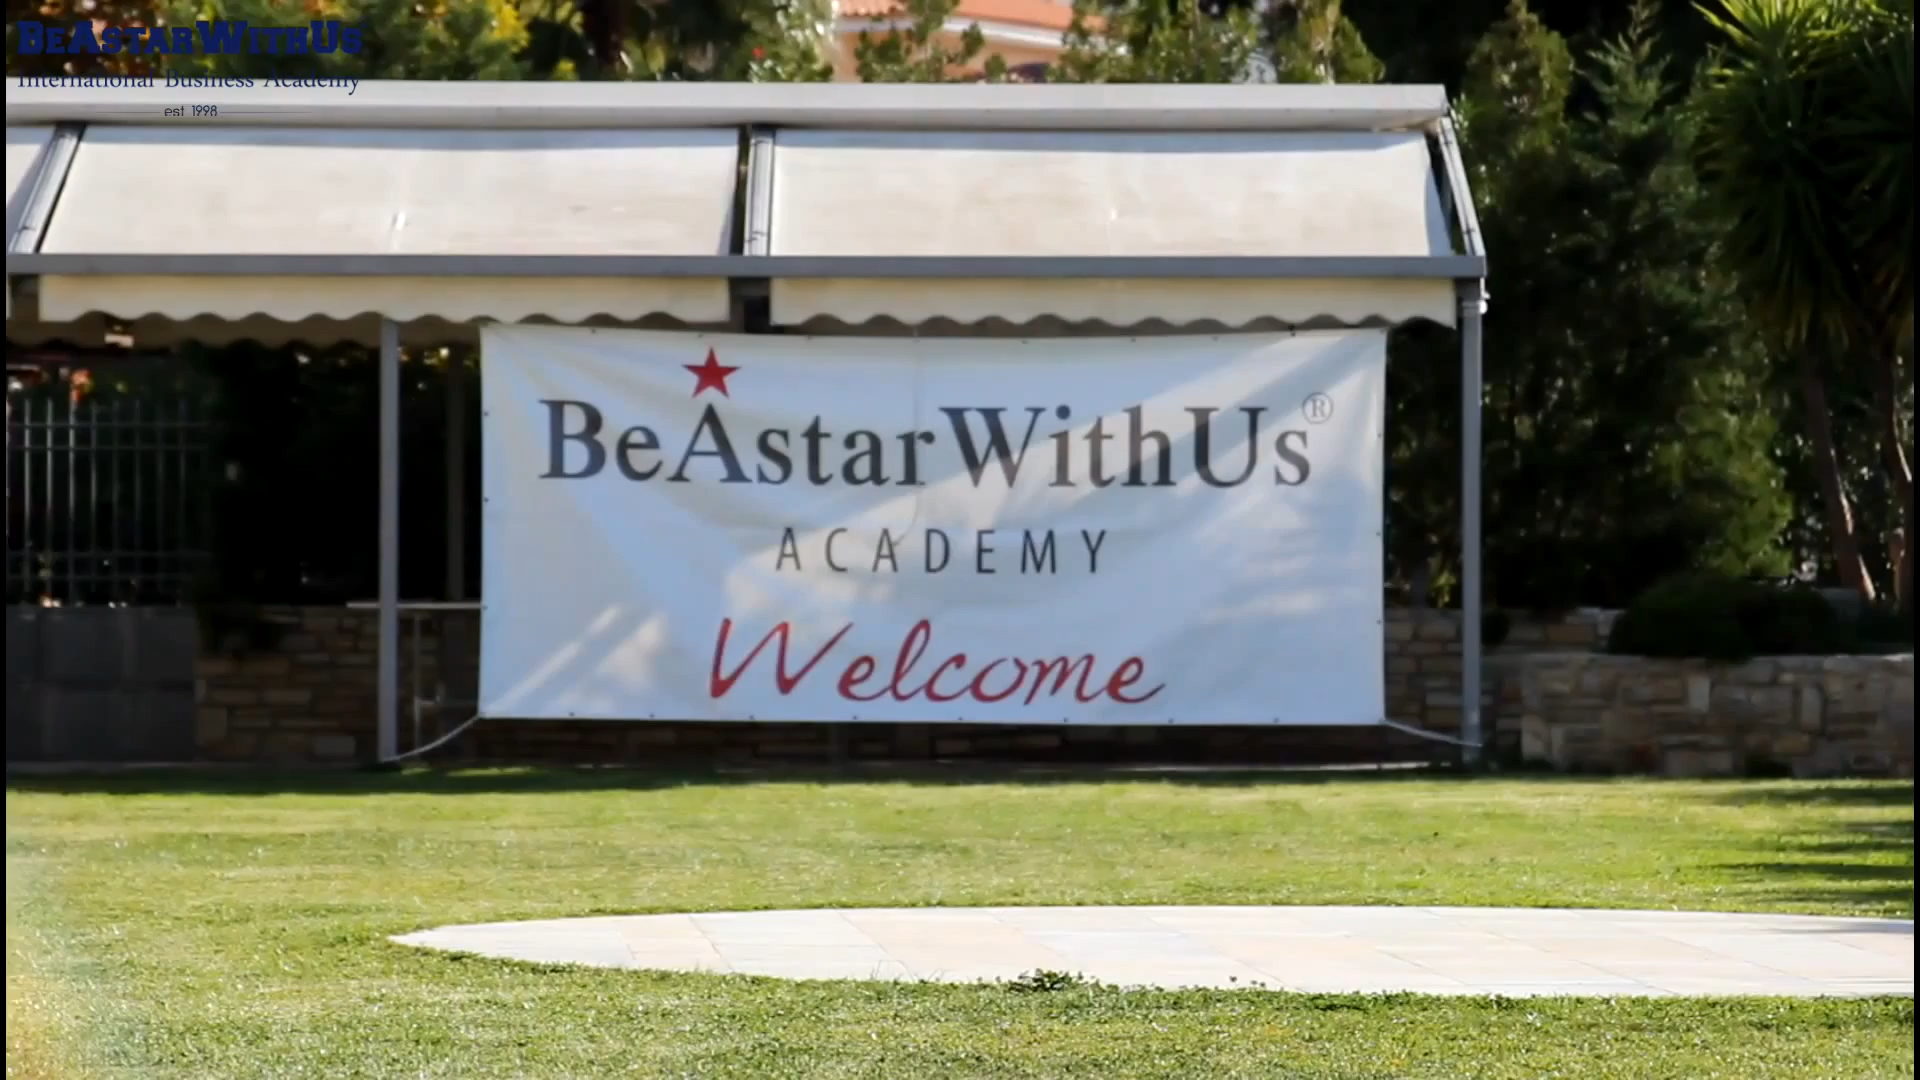 BeAstarWithUs
International Business Academy
est 1998
BeAstarWithUs®
ACADEMY
Welcome